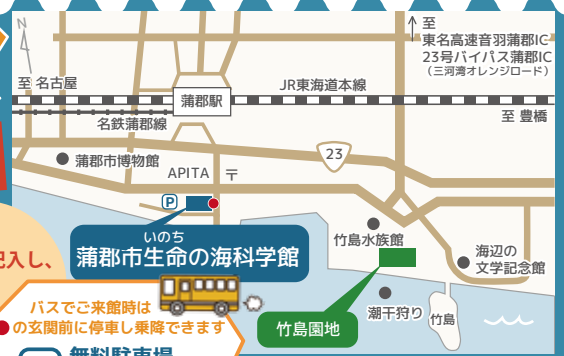 N
至
東名高速音羽蒲郡IC
23号バイパス蒲郡IC
(三河湾オレンジロード)
至 名古屋
JR東海道本線
蒲郡駅
至 豊橋
名鉄蒲郡線
23
蒲郡市博物館
APITA 〒
P
いのち
蒲郡市生命の海科学館
竹島水族館
海辺の
文学記念館
記入し、
バスでご来館時は
の玄関前に停車し乗降できます
竹島園地
潮干狩り
竹島
無料駐車場